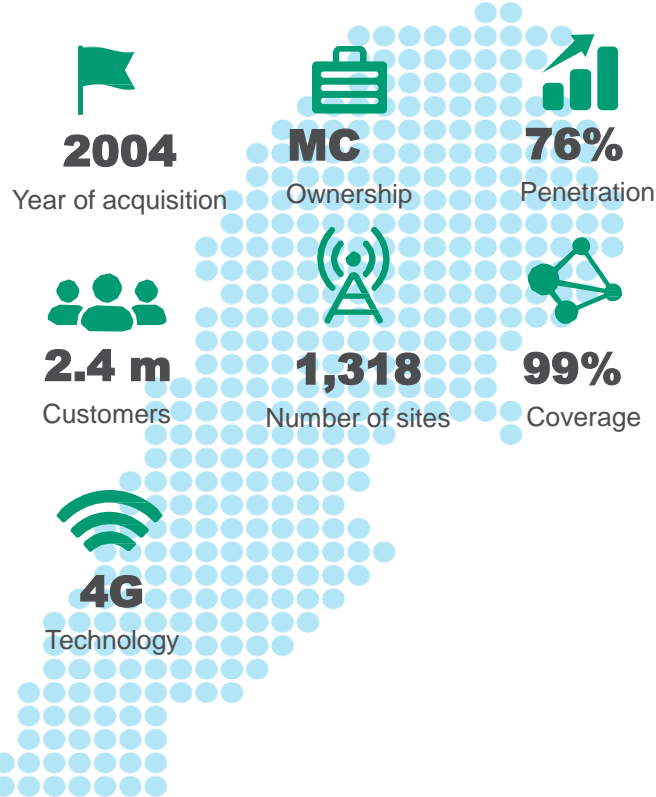 2004
Year of acquisition
MC
Ownership
76%
Penetration
2.4 m
Customers
1,318
Number of sites
99%
Coverage
4G
Technology